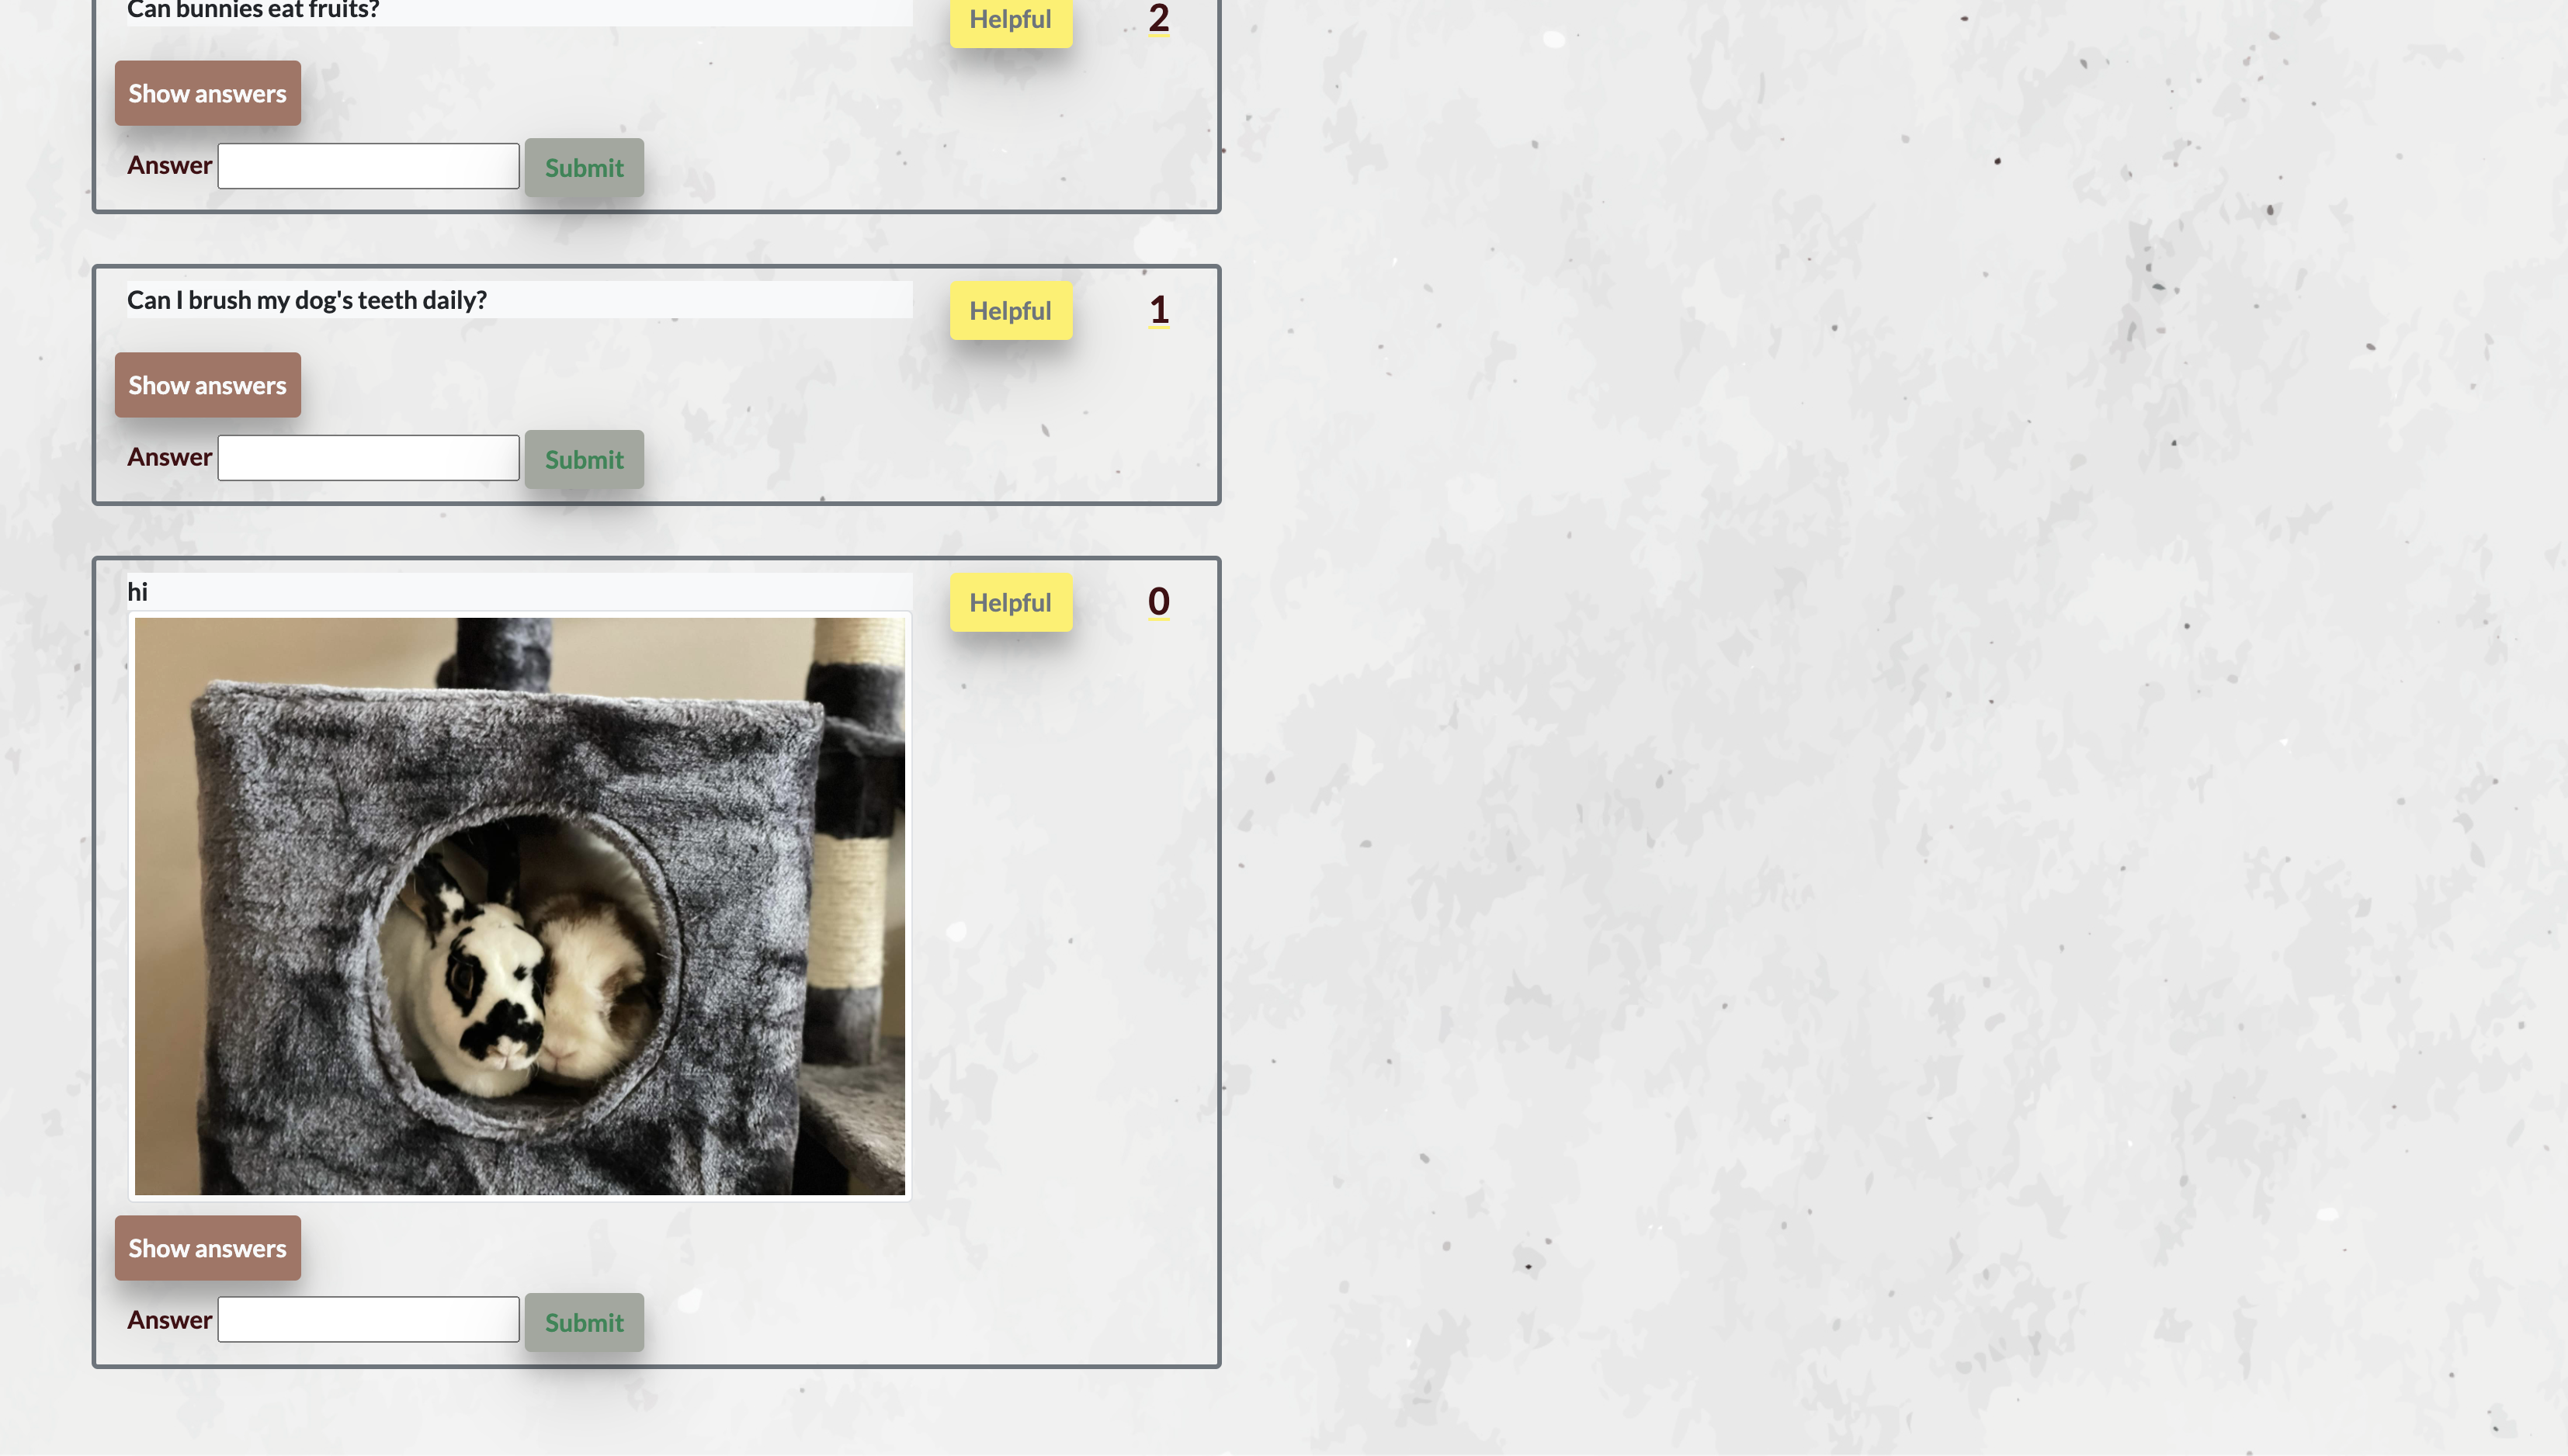 Can bunnies eat fruits?
Helpful
2
Show answers
Answer
Submit
Can I brush my dog's teeth daily?
Helpful
1
Show answers
Answer
Submit
hi
Helpful
0
Show answers
Answer
Submit